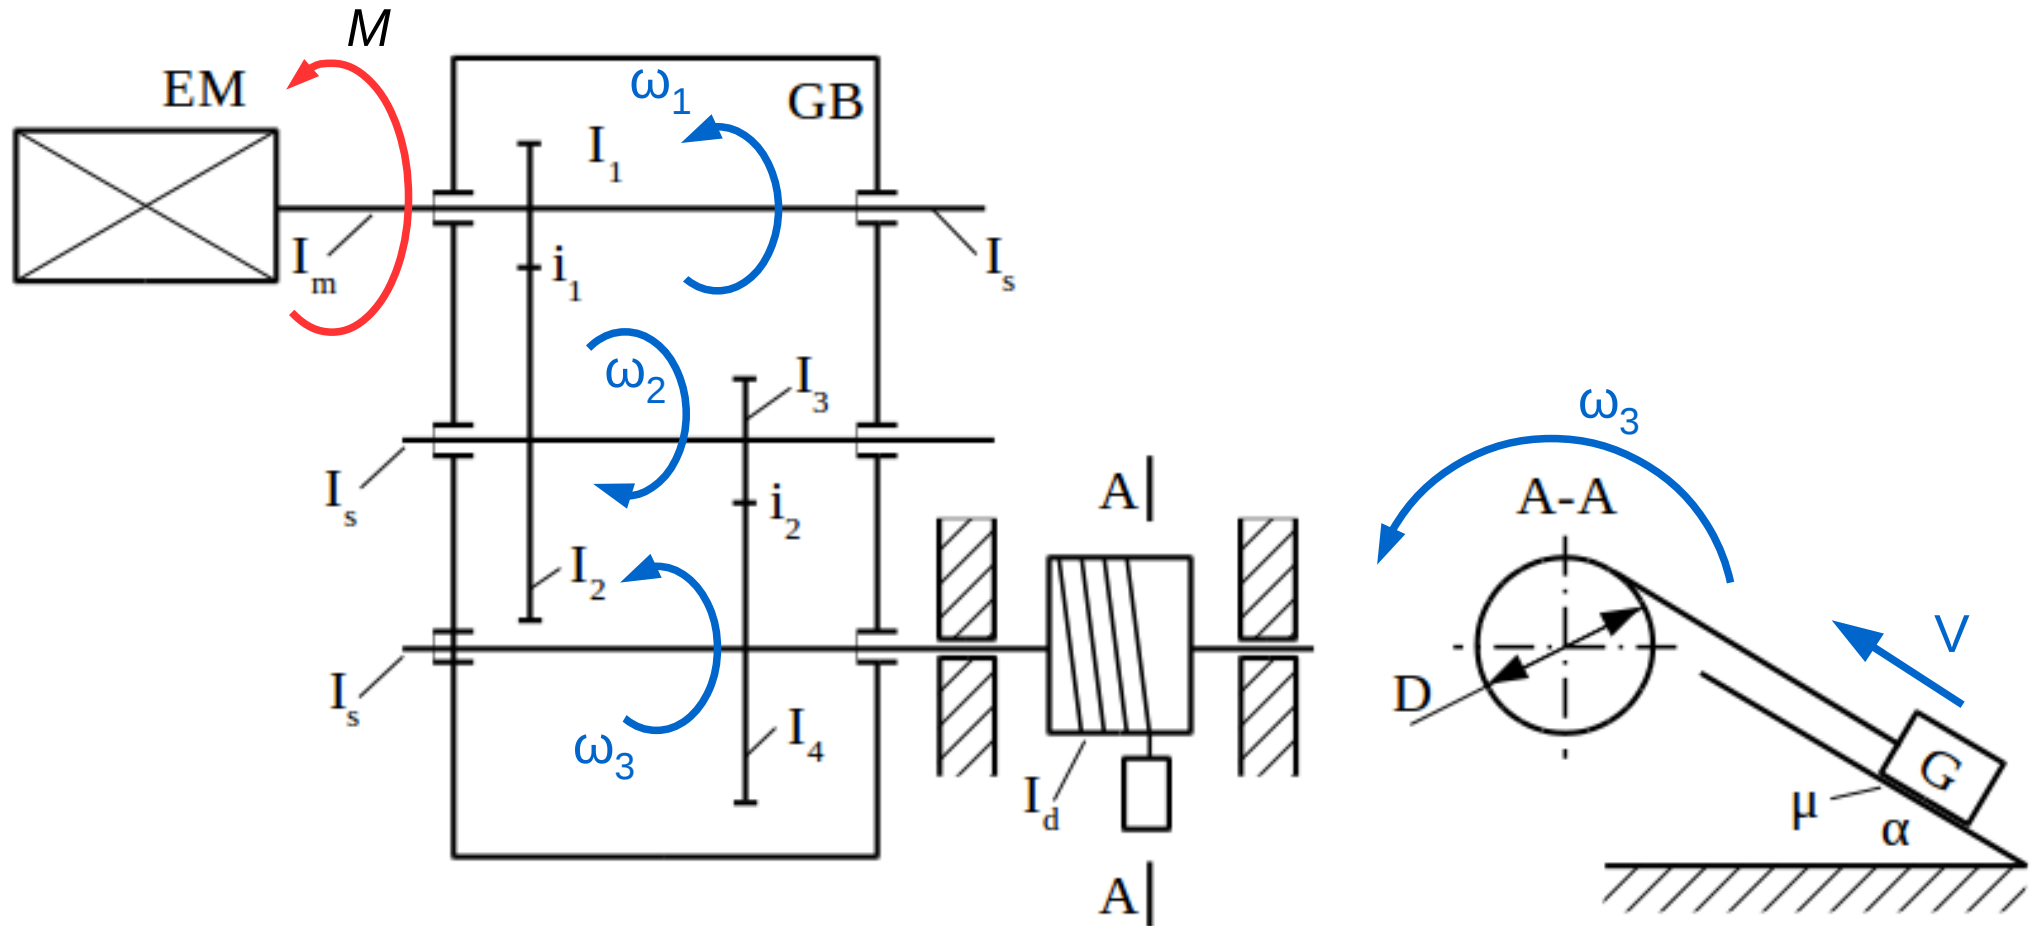 M
EM
ω1
GB
I1
Im
i1
Is
ω2
I3
Is
i2
A
ω3
A-A
I2
V
Is
D
ω3
I4
Id
G
μ
α
A